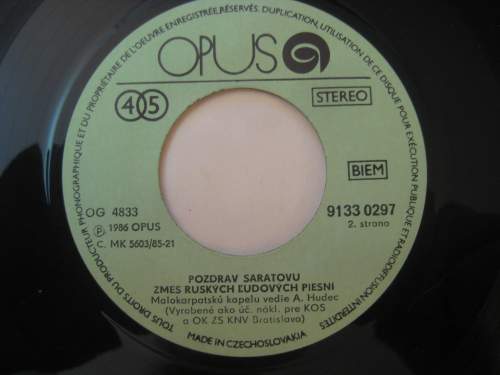 TOUS DROITS DU PRODUCTEUR PHONOGRAPHIQUE ET DU PROPRIÉTAIRE DE L'OEUVRE ENREGISTRÉE, RÉSERVÉS. DUPLICATION, UTILISATION DE CE DISQUE POUR EXÉCUTION PUBLIQUE ET RADIODIFFUSION INTERDITES
OPUS
45
STEREO
BIEM
OG 4833
9133 0297
℗ 1986 OPUS
2. strana
C. MK 5603/85-21
POZDRAV SARATOVU
ZMES RUSKÝCH ĽUDOVÝCH PIESNÍ
Malokarpatskú kapelu vedie A. Hudec
(Vyrobené ako úč. nákl. pre KOS
a OK ZS KNV Bratislava)
MADE IN CZECHOSLOVAKIA